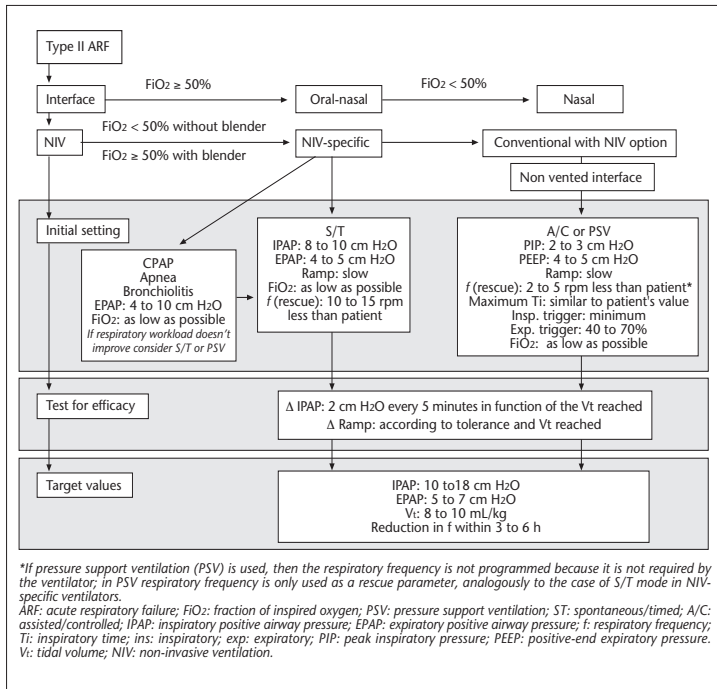 Type II ARF
FiO2 ≥ 50%
FiO2 < 50%
Interface
Oral-nasal
Nasal
FiO2 < 50% without blender
NIV
NIV-specific
Conventional with NIV option
FiO2 ≥ 50% with blender
Non vented interface
Initial setting
CPAP
Apnea
Bronchiolitis
EPAP: 4 to 10 cm H2O
FiO2: as low as possible
If respiratory workload doesn't
improve consider S/T or PSV
S/T
IPAP: 8 to 10 cm H2O
EPAP: 4 to 5 cm H2O
Ramp: slow
FiO2: as low as possible
f (rescue): 10 to 15 rpm
less than patient
A/C or PSV
PIP: 2 to 3 cm H2O
PEEP: 4 to 5 cm H2O
Ramp: slow
f (rescue): 2 to 5 rpm less than patient*
Maximum Ti: similar to patient's value
Insp. trigger: minimum
Exp. trigger: 40 to 70%
FiO2: as low as possible
Test for efficacy
Δ IPAP: 2 cm H2O every 5 minutes in function of the Vt reached
Δ Ramp: according to tolerance and Vt reached
Target values
IPAP: 10 to18 cm H2O
EPAP: 5 to 7 cm H2O
Vt: 8 to 10 mL/kg
Reduction in f within 3 to 6 h
*If pressure support ventilation (PSV) is used, then the respiratory frequency is not programmed because it is not required by
the ventilator; in PSV respiratory frequency is only used as a rescue parameter, analogously to the case of S/T mode in NIV-
specific ventilators.
ARF: acute respiratory failure; FiO2: fraction of inspired oxygen; PSV: pressure support ventilation; ST: spontaneous/timed; A/C:
assisted/controlled; IPAP: inspiratory positive airway pressure; EPAP: expiratory positive airway pressure; f: respiratory frequency;
Ti: inspiratory time; ins: inspiratory; exp: expiratory; PIP: peak inspiratory pressure; PEEP: positive-end expiratory pressure.
Vt: tidal volume; NIV: non-invasive ventilation.